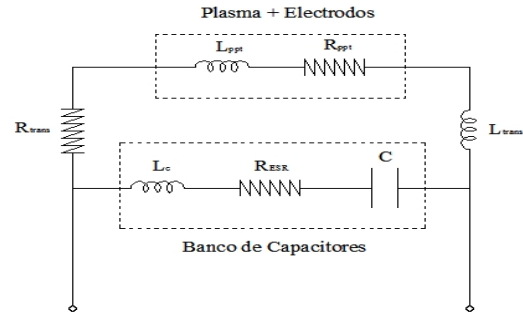 Plasma + Electrodos
Lppt Rppt
Rtrans
Ltrans
Lc RESR C
Banco de Capacitores